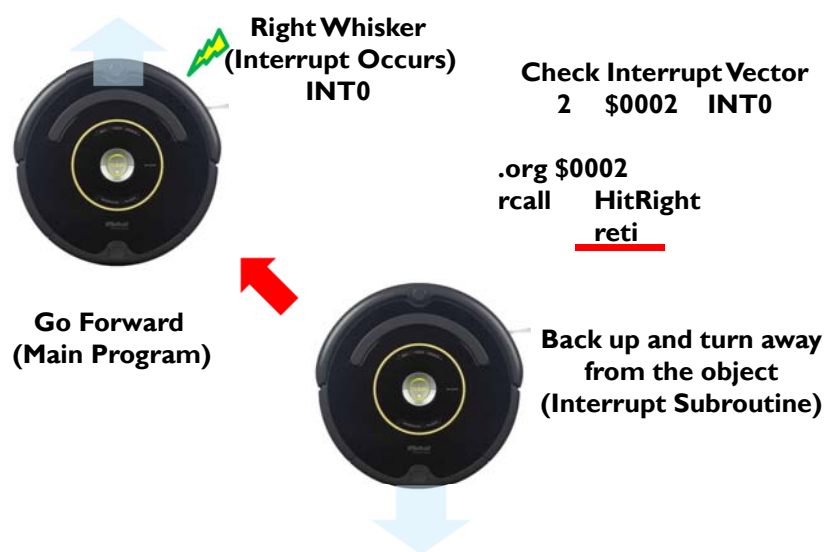 Right Whisker
(Interrupt Occurs)
INT0
Check Interrupt Vector
2 $0002 INT0
.org $0002
rcall HitRight
reti
Go Forward
(Main Program)
Back up and turn away
from the object
(Interrupt Subroutine)